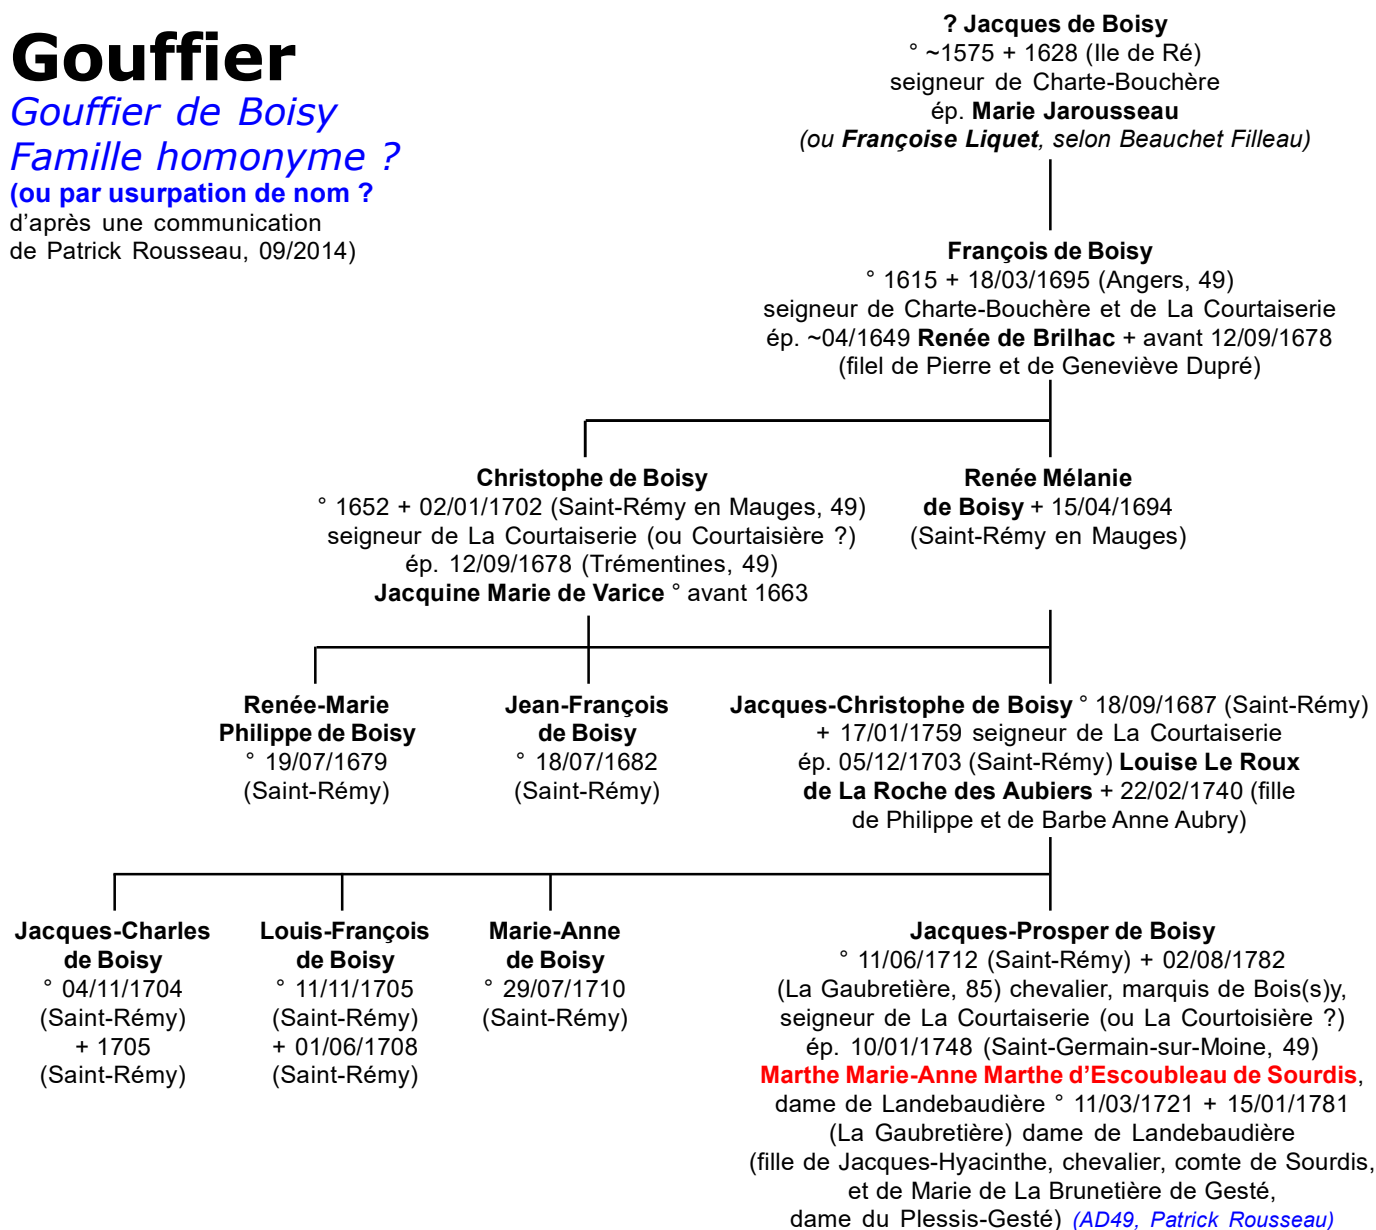 Gouffier
Gouffier de Boisy
Famille homonyme ?
(ou par usurpation de nom ?
d'après une communication
de Patrick Rousseau, 09/2014)
? Jacques de Boisy
° ~1575 + 1628 (Ile de Ré)
seigneur de Charte-Bouchère
ép. Marie Jarousseau
(ou Françoise Liquet, selon Beauchet Filleau)
François de Boisy
° 1615 + 18/03/1695 (Angers, 49)
seigneur de Charte-Bouchère et de La Courtaiserie
ép. ~04/1649 Renée de Brilhac + avant 12/09/1678
(filel de Pierre et de Geneviève Dupré)
Christophe de Boisy
° 1652 + 02/01/1702 (Saint-Rémy en Mauges, 49)
seigneur de La Courtaiserie (ou Courtaisière ?)
ép. 12/09/1678 (Trémentines, 49)
Jacquine Marie de Varice ° avant 1663
Renée Mélanie
de Boisy + 15/04/1694
(Saint-Rémy en Mauges)
Renée-Marie
Philippe de Boisy
° 19/07/1679
(Saint-Rémy)
Jean-François
de Boisy
° 18/07/1682
(Saint-Rémy)
Jacques-Christophe de Boisy ° 18/09/1687 (Saint-Rémy)
+ 17/01/1759 seigneur de La Courtaiserie
ép. 05/12/1703 (Saint-Rémy) Louise Le Roux
de La Roche des Aubiers + 22/02/1740 (fille
de Philippe et de Barbe Anne Aubry)
Jacques-Charles
de Boisy
° 04/11/1704
(Saint-Rémy)
+ 1705
(Saint-Rémy)
Louis-François
de Boisy
° 11/11/1705
(Saint-Rémy)
+ 01/06/1708
(Saint-Rémy)
Marie-Anne
de Boisy
° 29/07/1710
(Saint-Rémy)
Jacques-Prosper de Boisy
° 11/06/1712 (Saint-Rémy) + 02/08/1782
(La Gaubretière, 85) chevalier, marquis de Bois(s)y,
seigneur de La Courtaiserie (ou La Courtoisière ?)
ép. 10/01/1748 (Saint-Germain-sur-Moine, 49)
Marthe Marie-Anne Marthe d'Escoubleau de Sourdis,
dame de Landebaudière ° 11/03/1721 + 15/01/1781
(La Gaubretière) dame de Landebaudière
(fille de Jacques-Hyacinthe, chevalier, comte de Sourdis,
et de Marie de La Brunetière de Gesté,
dame du Plessis-Gesté) (AD49, Patrick Rousseau)